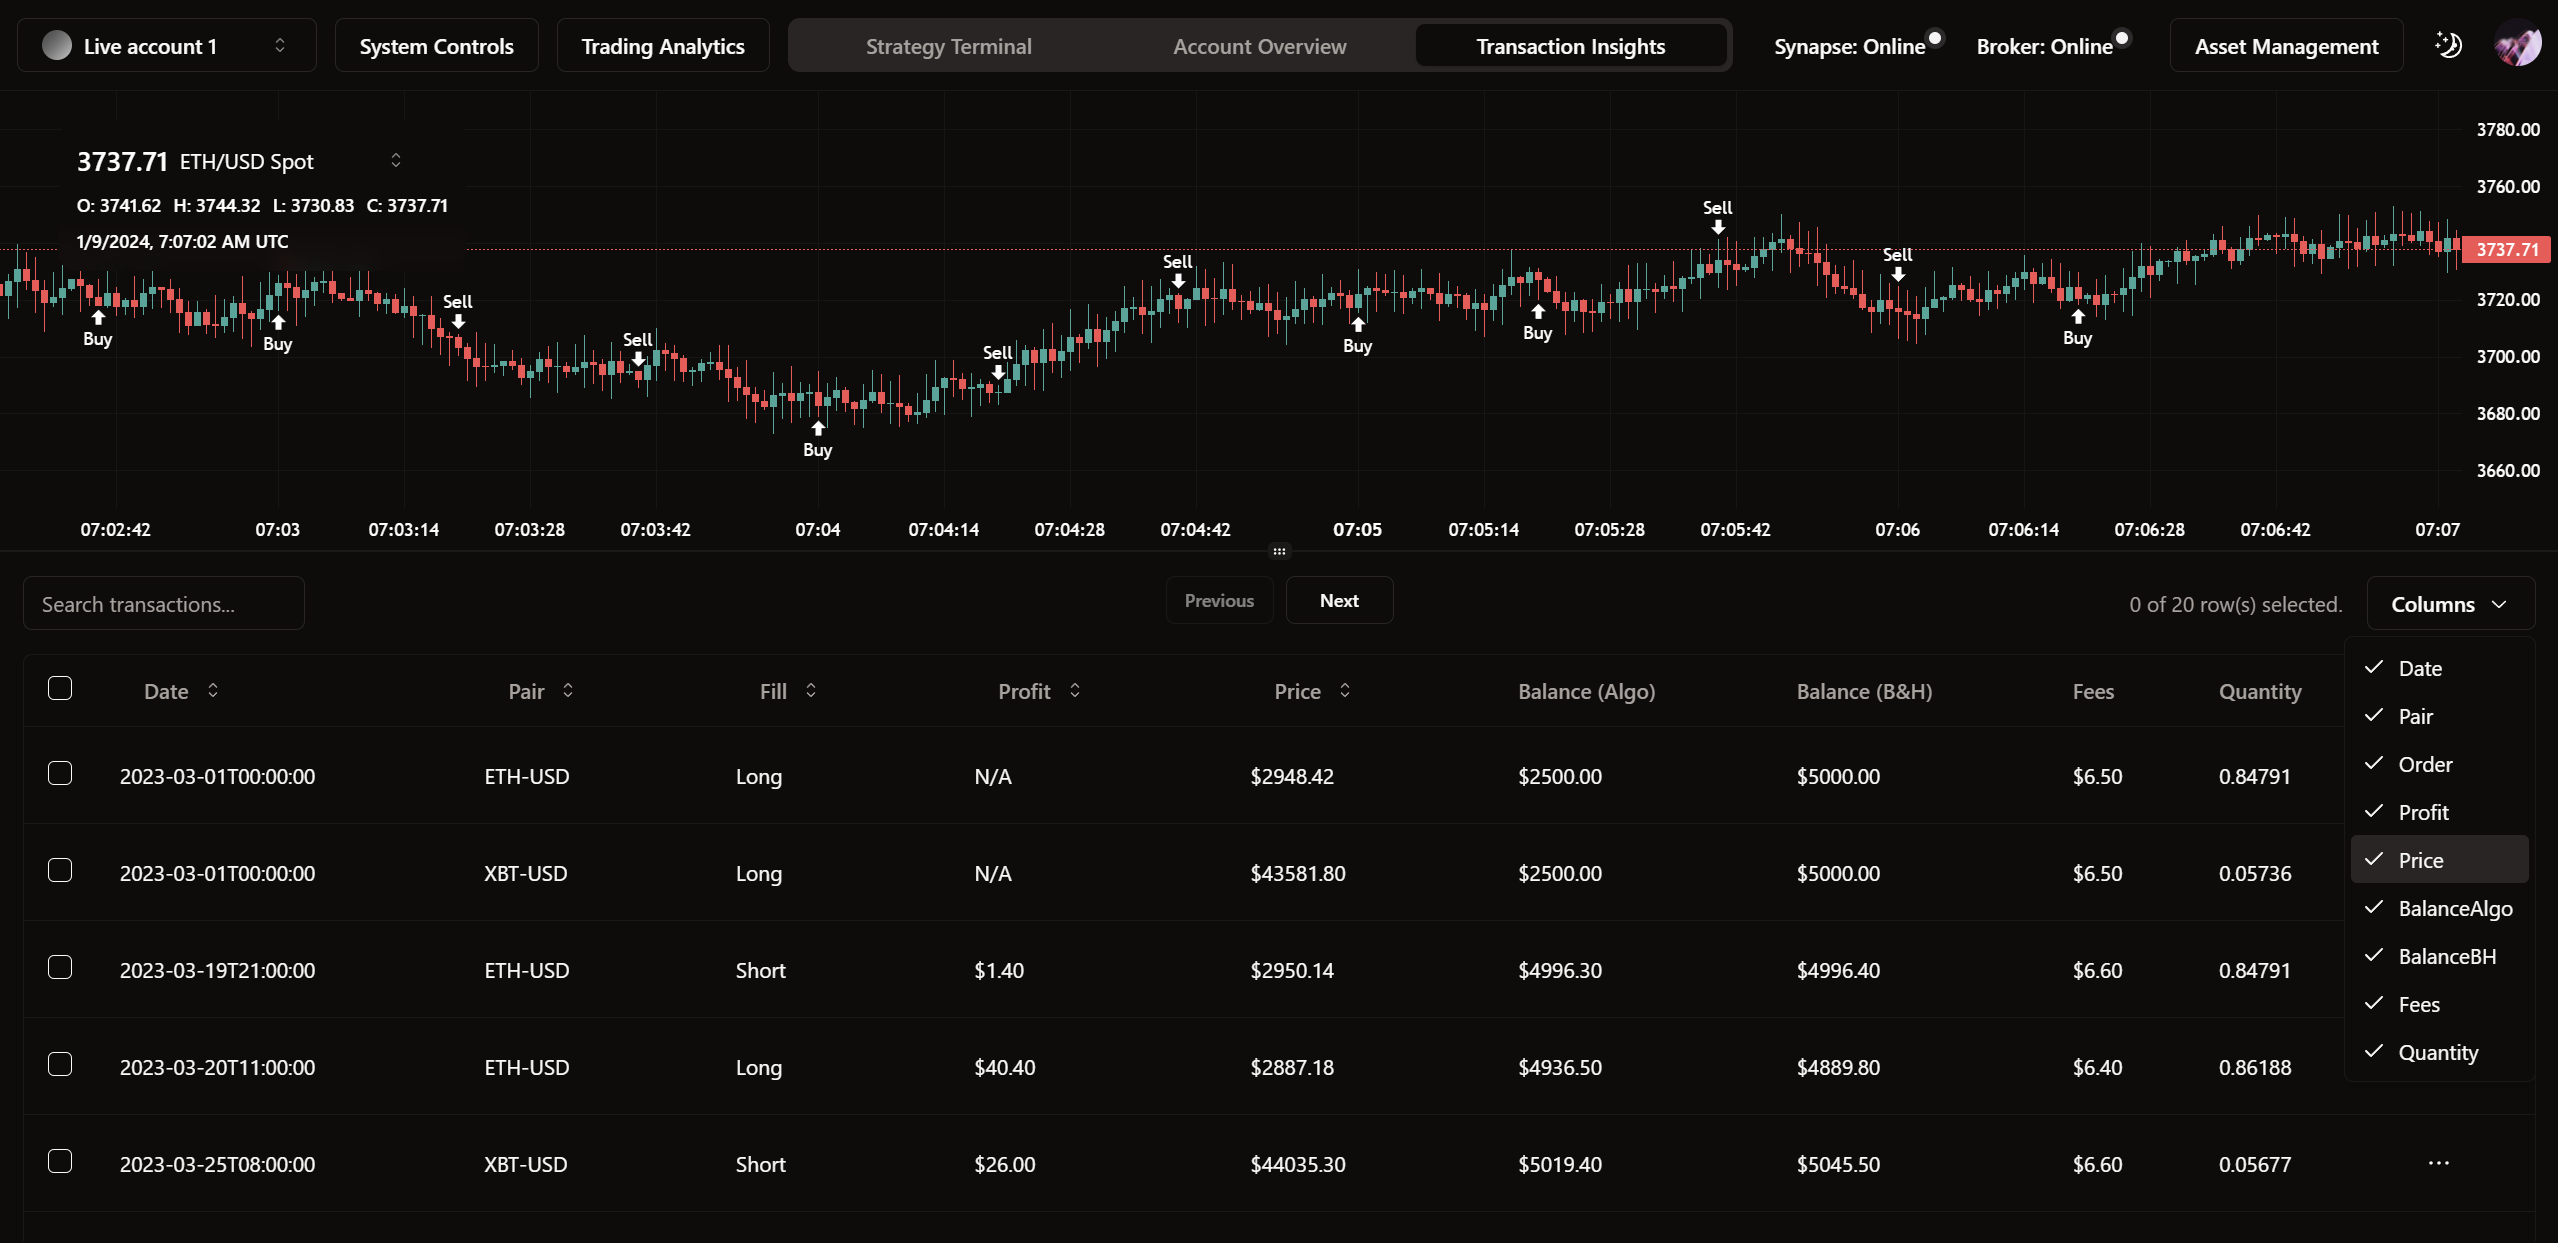 Live account 1 System Controls Trading Analytics Strategy Terminal Account Overview Transaction Insights Synapse: Online Broker: Online Asset Management
3780.00
3737.71 ETH/USD Spot
3760.00
O: 3741.62 H: 3744.32 L: 3730.83 C: 3737.71
Sell
1/9/2024, 7:07:02 AM UTC
3737.71
Sell
Sell
Sell
3720.00
Buy
Buy
Sell
Buy
Buy
Buy
Sell
Buy
3700.00
3680.00
Buy
3660.00
07:02:42 07:03 07:03:14 07:03:28 07:03:42 07:04 07:04:14 07:04:28 07:04:42 07:05 07:05:14 07:05:28 07:05:42 07:06 07:06:14 07:06:28 07:06:42 07:07
Search transactions... Previous Next 0 of 20 row(s) selected. Columns
Date Pair Fill Profit Price Balance (Algo) Balance (B&H) Fees Quantity
2023-03-01T00:00:00 ETH-USD Long N/A $2948.42 $2500.00 $5000.00 $6.50 0.84791
2023-03-01T00:00:00 XBT-USD Long N/A $43581.80 $2500.00 $5000.00 $6.50 0.05736
2023-03-19T21:00:00 ETH-USD Short $1.40 $2950.14 $4996.30 $4996.40 $6.60 0.84791
2023-03-20T11:00:00 ETH-USD Long $40.40 $2887.18 $4936.50 $4889.80 $6.40 0.86188
2023-03-25T08:00:00 XBT-USD Short $26.00 $44035.30 $5019.40 $5045.50 $6.60 0.05677
Date
Pair
Order
Profit
Price
BalanceAlgo
BalanceBH
Fees
Quantity